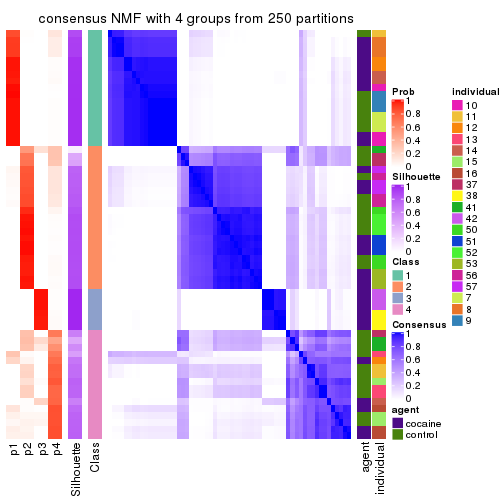 consensus NMF with 4 groups from 250 partitions
p1
p2
p3
p4
Silhouette
Class
agent
individual
Prob
1
0.8
0.6
0.4
0.2
0
Silhouette
1
0.8
0.6
0.4
0.2
0
Class
1
2
3
4
Consensus
1
0.8
0.6
0.4
0.2
0
agent
cocaine
control
individual
10
11
12
13
14
15
16
37
38
41
42
50
51
52
53
56
57
7
8
9